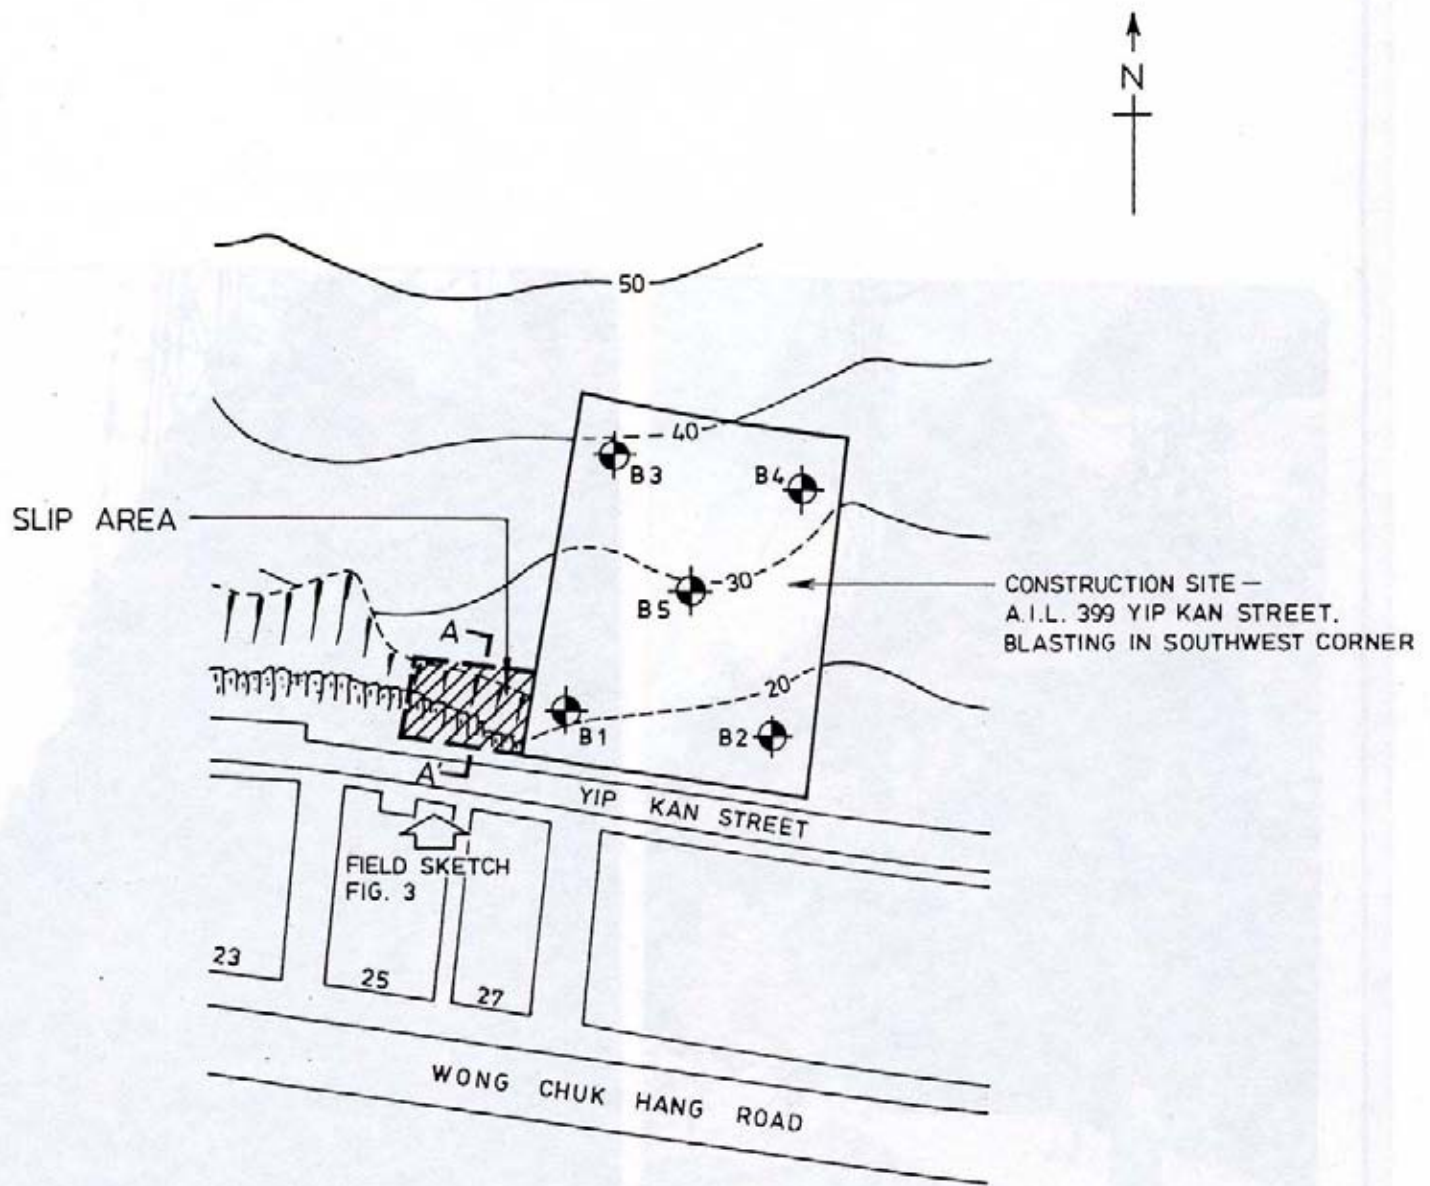 N
50
40
B3
B4
SLIP AREA
30
B5
CONSTRUCTION SITE —
A.I.L. 399 YIP KAN STREET.
BLASTING IN SOUTHWEST CORNER
A
20
B1
B2
A'
YIP KAN STREET
FIELD SKETCH
FIG. 3
23
25
27
WONG CHUK HANG ROAD